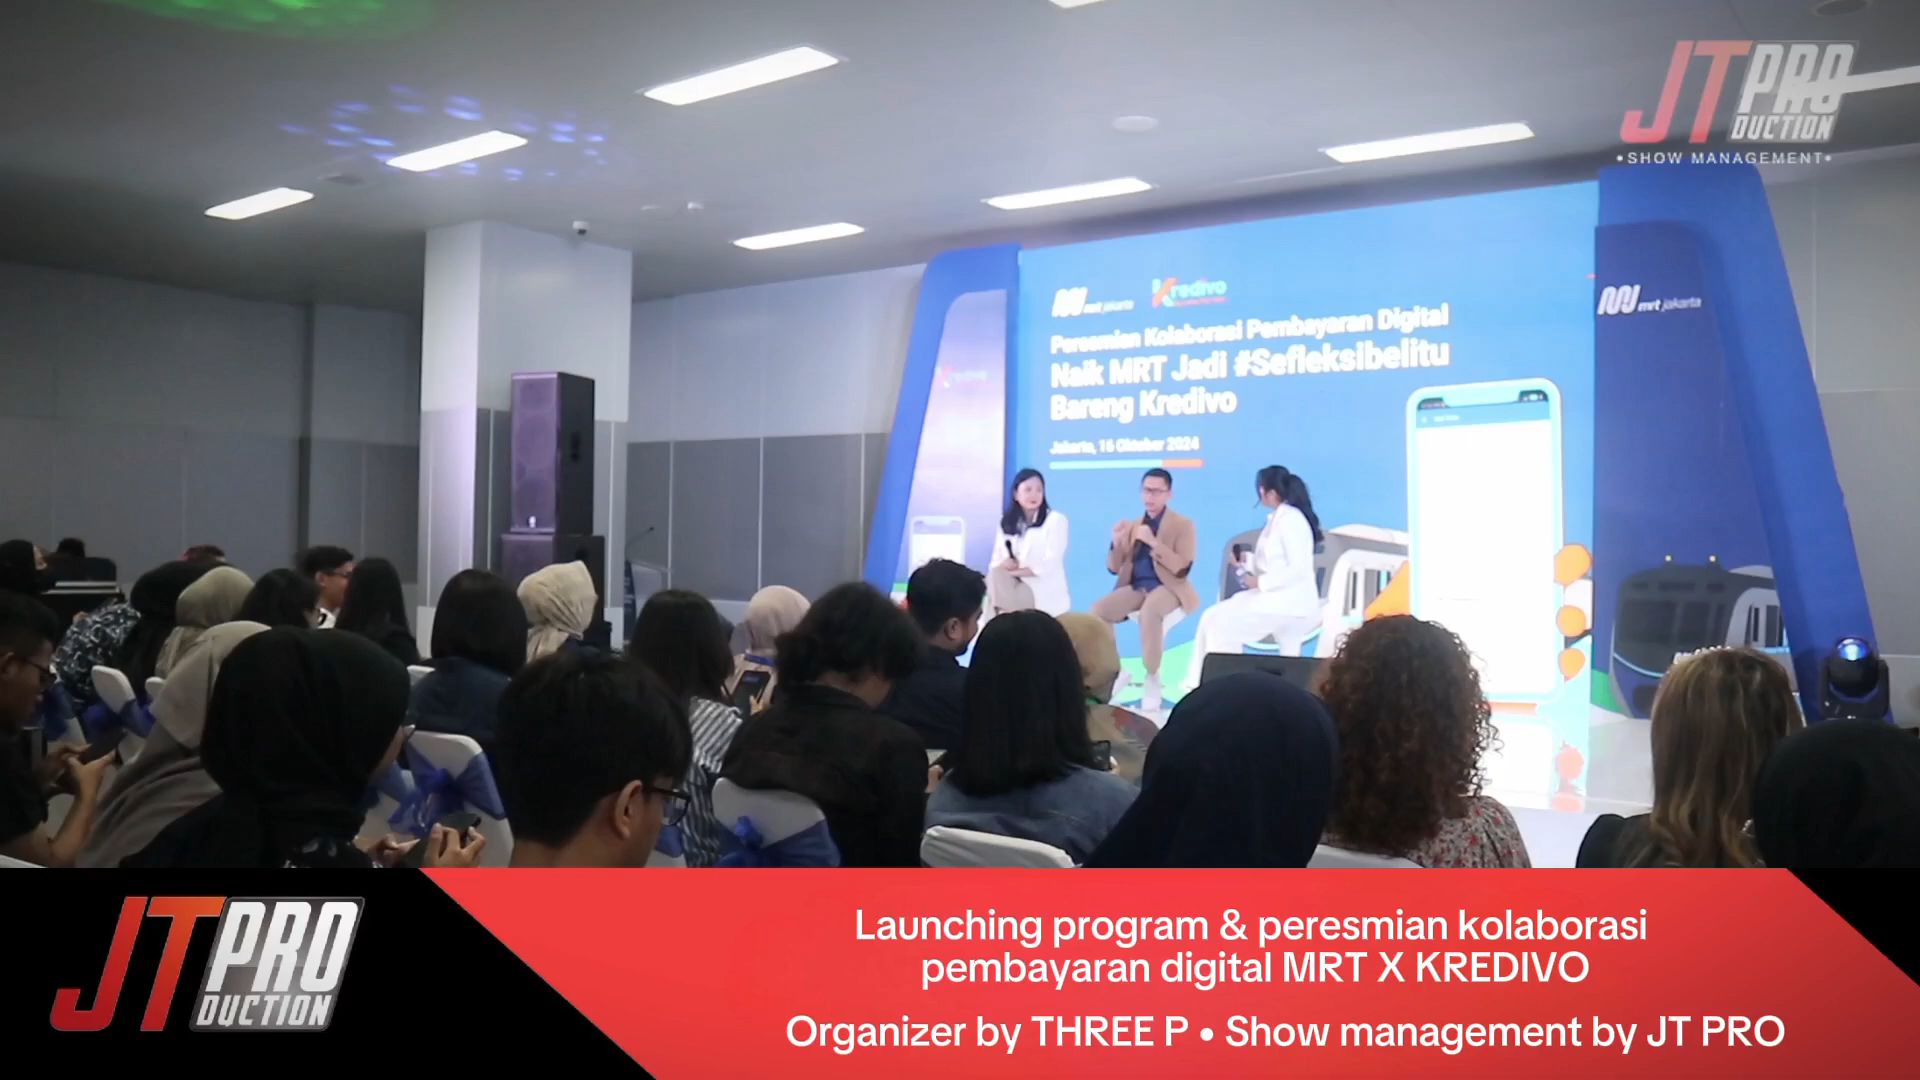 JT PRO
DUCTION
•SHOW MANAGEMENT•
mrt jakarta
Kredivo
mrt jakarta
Peresmian Kolaborasi Pembayaran Digital
Naik MRT Jadi #Sefleksibelitu
Bareng Kredivo
Jakarta, 16 Oktober 2024
Kredivo
JT PRO
DUCTION
Launching program & peresmian kolaborasi
pembayaran digital MRT X KREDIVO
Organizer by THREE P • Show management by JT PRO